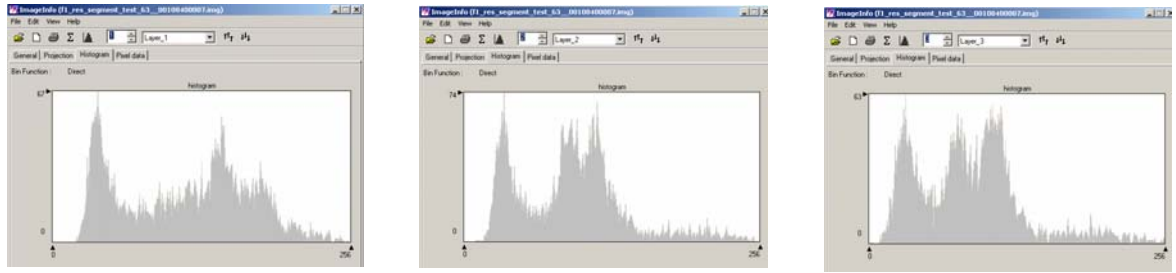 ImageInfo (f1_res_segment_test_63__00108400007.img)
File Edit View Help
Σ Layer_1
General Projection Histogram Pixel data
Bin Function : Direct
histogram
67
0
0 256
ImageInfo (f1_res_segment_test_63__00108400007.img)
File Edit View Help
Σ Layer_2
General Projection Histogram Pixel data
Bin Function : Direct
histogram
74
0
0 256
ImageInfo (f1_res_segment_test_63__00108400007.img)
File Edit View Help
Σ Layer_3
General Projection Histogram Pixel data
Bin Function : Direct
histogram
63
0
0 256